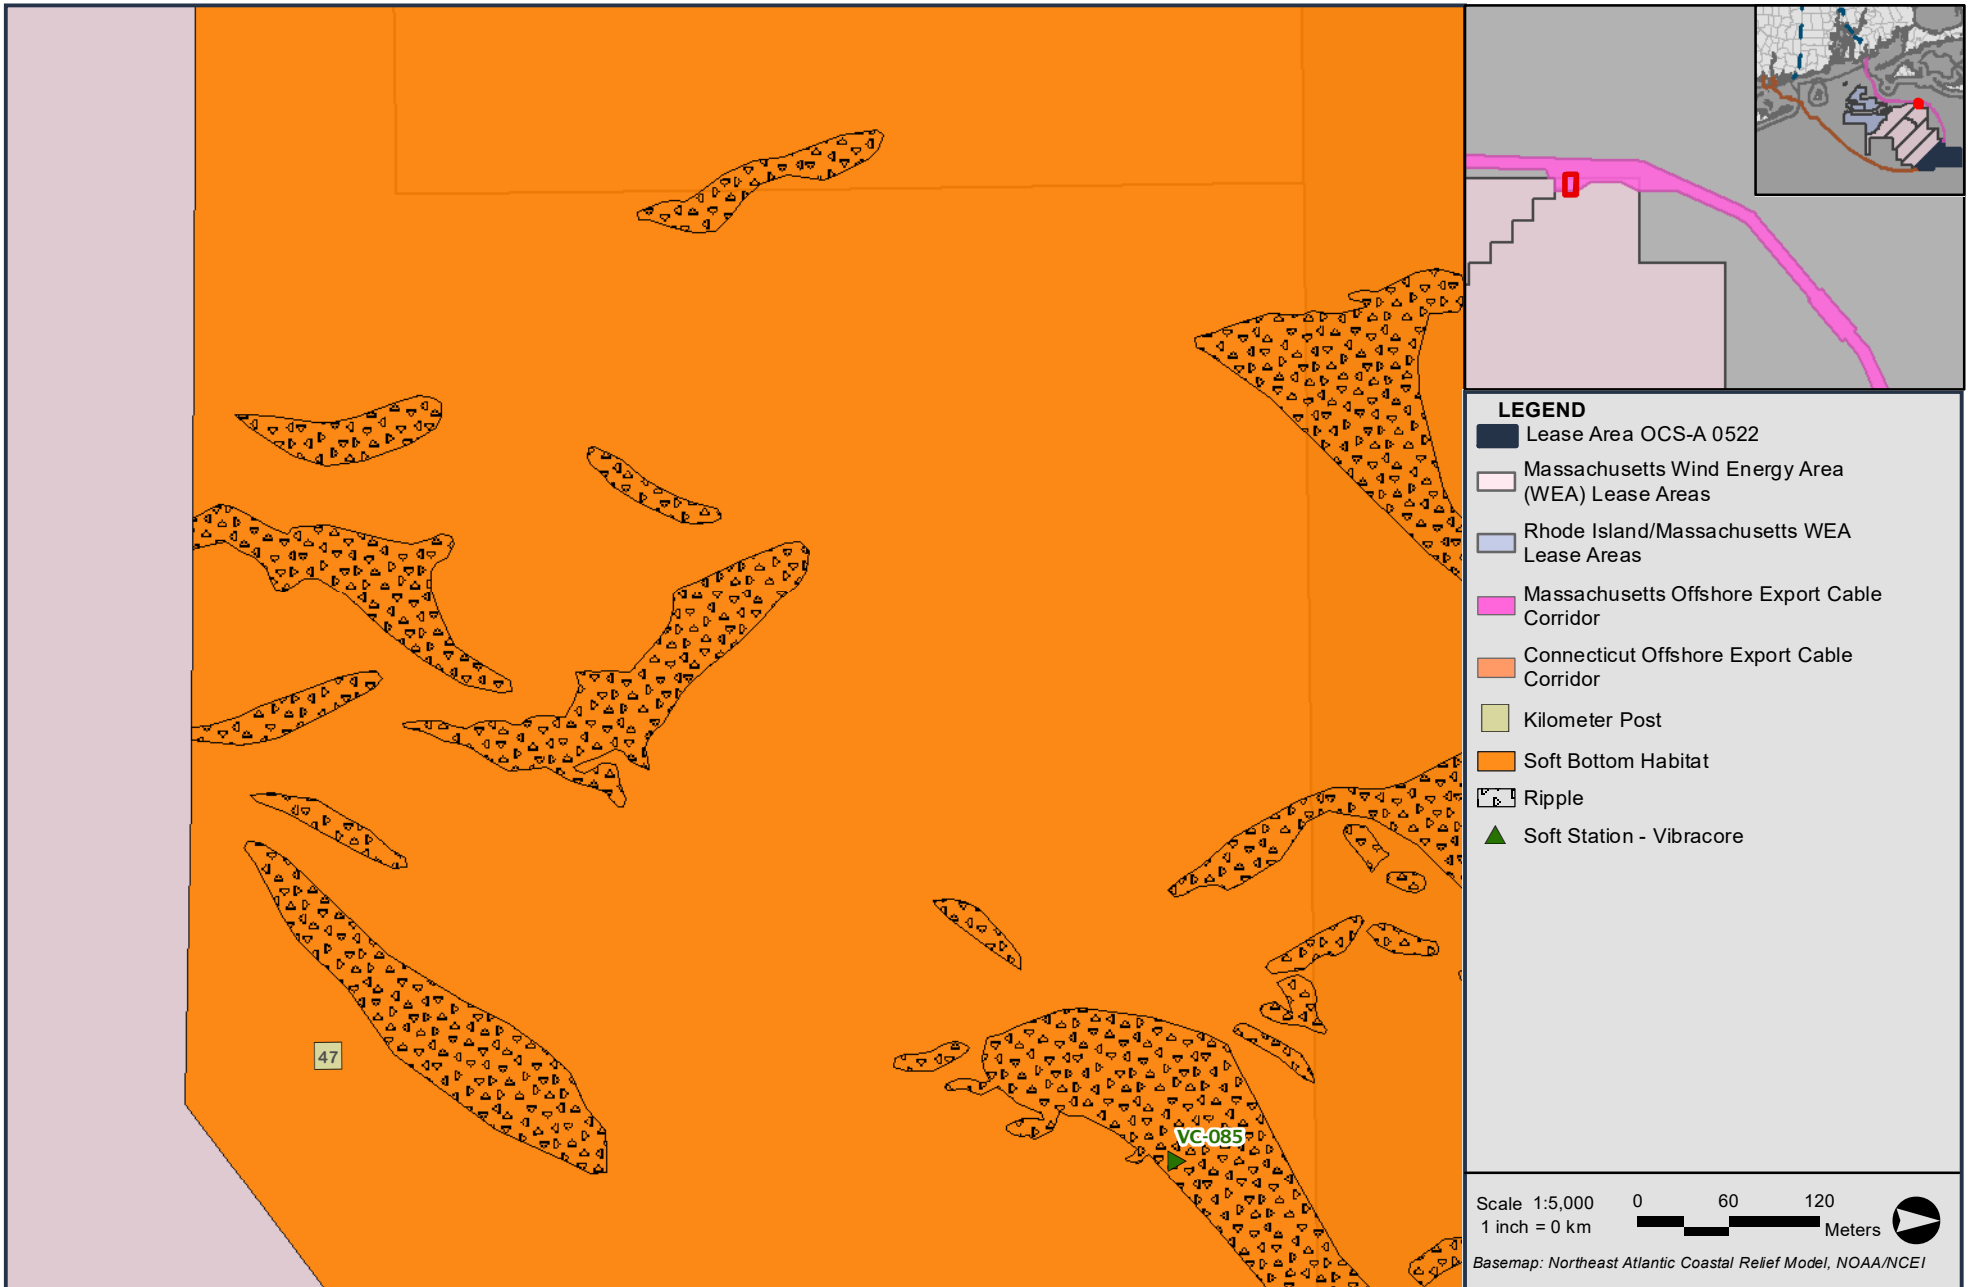 47
VC-085
LEGEND
Lease Area OCS-A 0522
Massachusetts Wind Energy Area
(WEA) Lease Areas
Rhode Island/Massachusetts WEA
Lease Areas
Massachusetts Offshore Export Cable
Corridor
Connecticut Offshore Export Cable
Corridor
Kilometer Post
Soft Bottom Habitat
Ripple
Soft Station - Vibracore
Scale 1:5,000
1 inch = 0 km
0 60 120
Meters
Basemap: Northeast Atlantic Coastal Relief Model, NOAA/NCEI